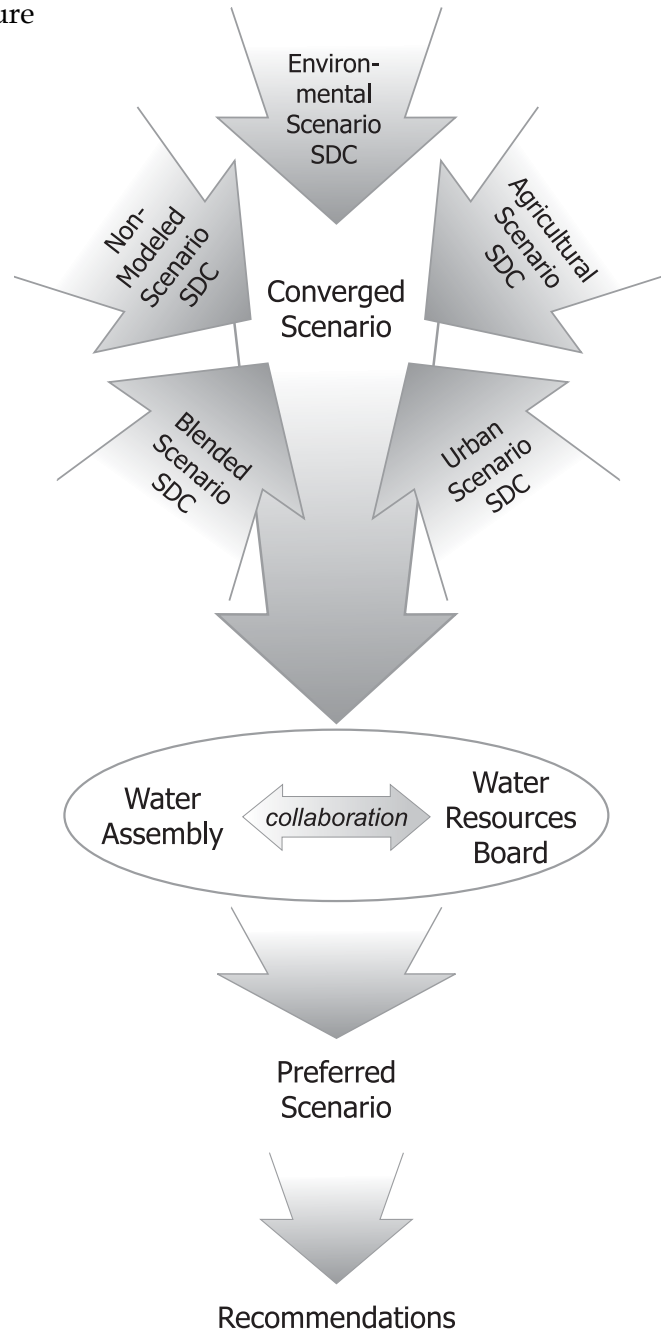 ure
Environ-
mental
Scenario
SDC
Non-
Modeled
Scenario
SDC
Agricultural
Scenario
SDC
Converged
Scenario
Blended
Scenario
SDC
Urban
Scenario
SDC
Water
Assembly
collaboration
Water
Resources
Board
Preferred
Scenario
Recommendations